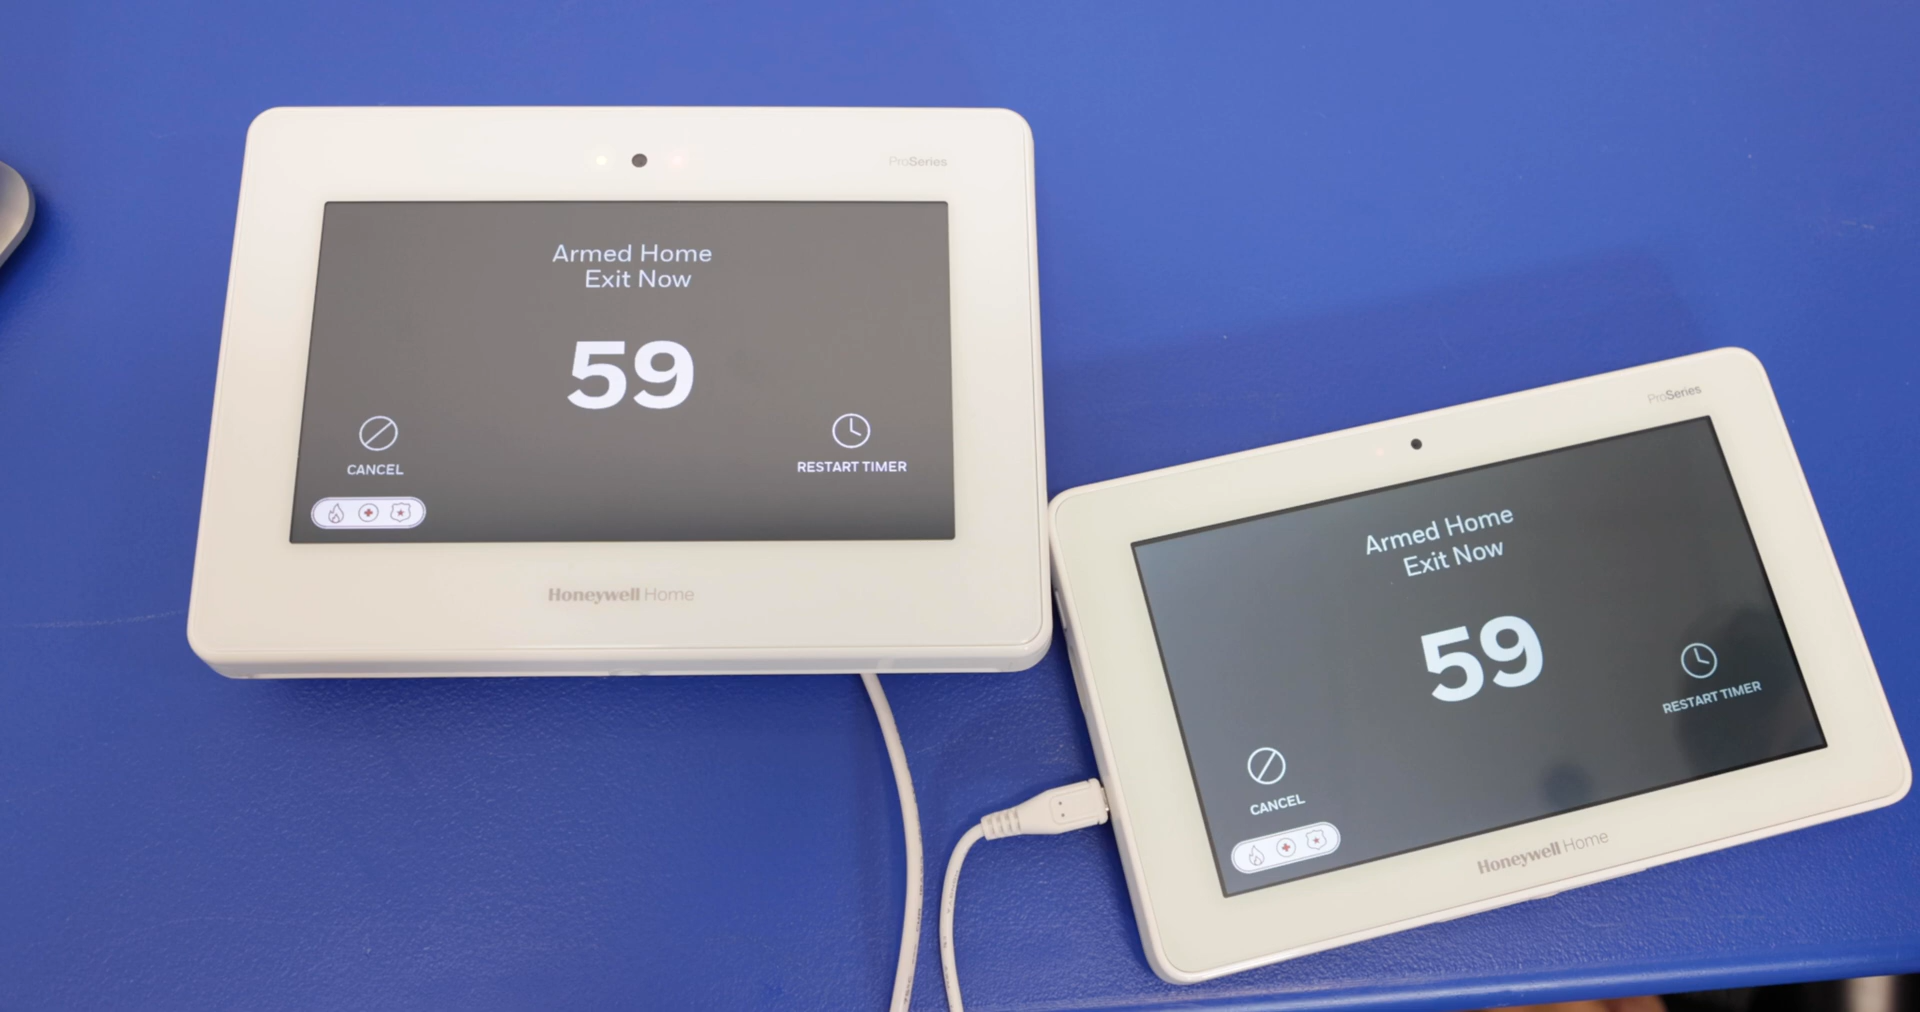 ProSeries
Armed Home
Exit Now
59
CANCEL
RESTART TIMER
Honeywell Home
ProSeries
Armed Home
Exit Now
59
RESTART TIMER
CANCEL
Honeywell Home